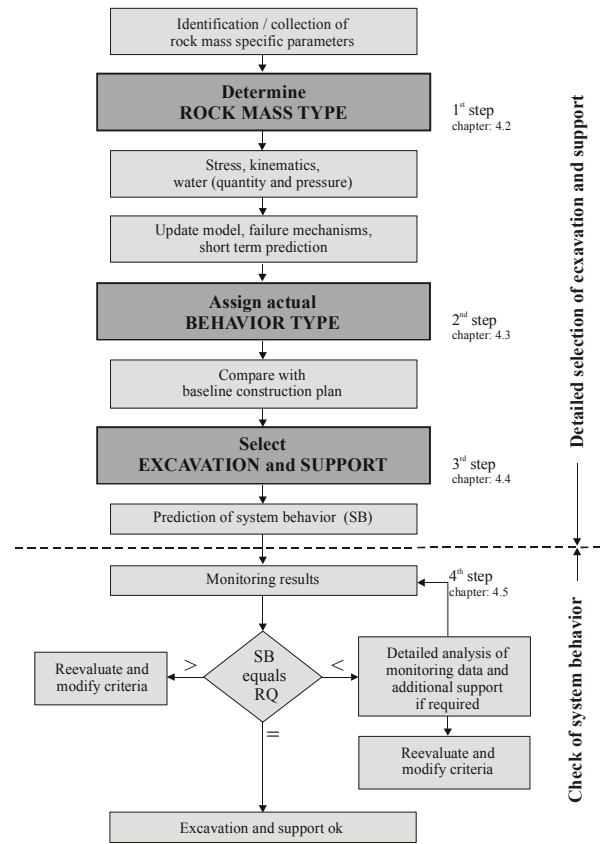 Identification / collection of
rock mass specific parameters
Determine
ROCK MASS TYPE
1st step
chapter: 4.2
Stress, kinematics,
water (quantity and pressure)
Update model, failure mechanisms,
short term prediction
Assign actual
BEHAVIOR TYPE
2nd step
chapter: 4.3
Compare with
baseline construction plan
Select
EXCAVATION and SUPPORT
3rd step
chapter: 4.4
Prediction of system behavior (SB)
Detailed selection of ecxavation and support
Monitoring results
4th step
chapter: 4.5
SB
equals
RQ
>
<
=
Reevaluate and
modify criteria
Detailed analysis of
monitoring data and
additional support
if required
Reevaluate and
modify criteria
Excavation and support ok
Check of system behavior